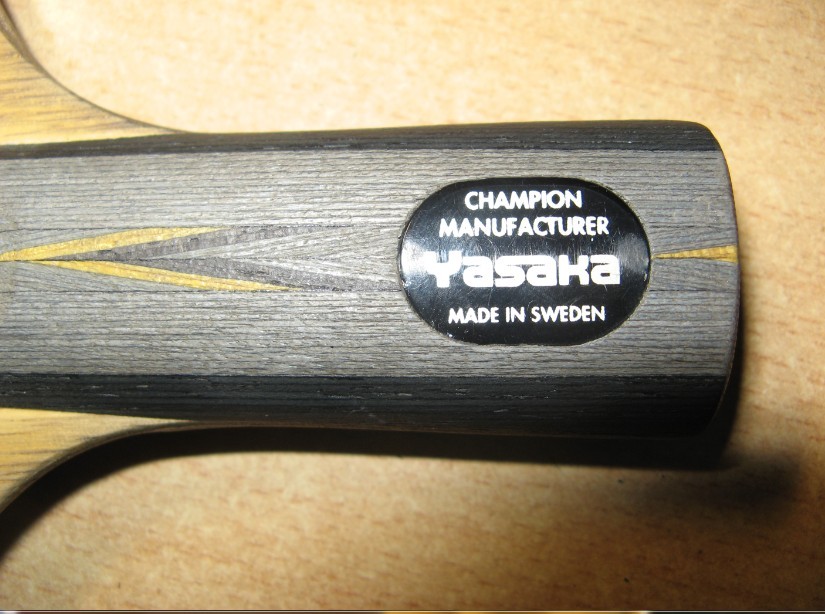 CHAMPION
MANUFACTURER
Yasaka
MADE IN SWEDEN